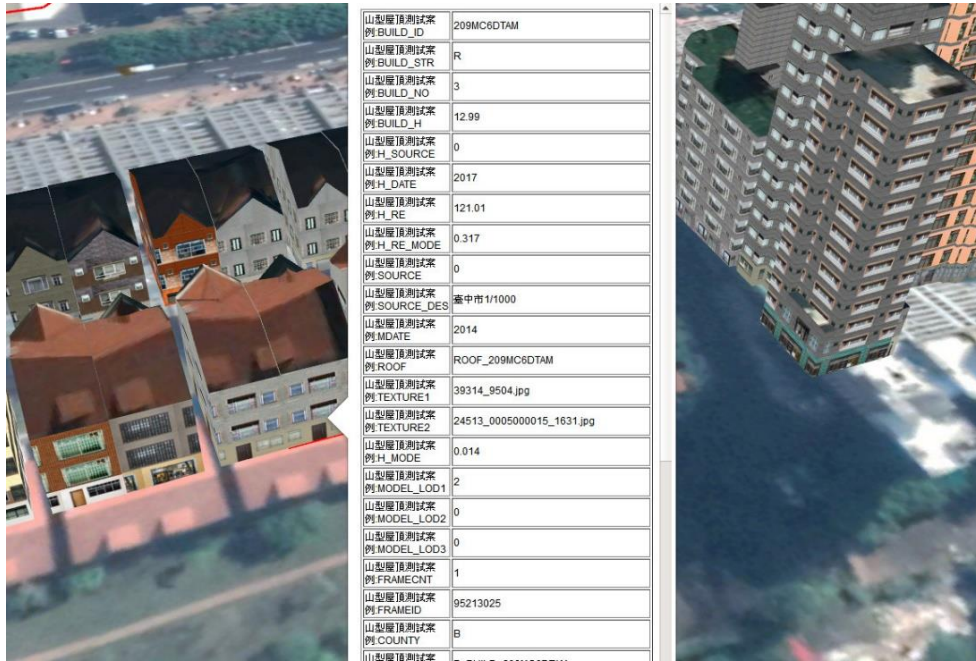 山型屋頂測試案
例:BUILD_ID
209MC6DTAM
山型屋頂測試案
例:BUILD_STR
R
山型屋頂測試案
例:BUILD_NO
3
山型屋頂測試案
例:BUILD_H
12.99
山型屋頂測試案
例:H_SOURCE
0
山型屋頂測試案
例:H_DATE
2017
山型屋頂測試案
例:H_RE
121.01
山型屋頂測試案
例:H_RE_MODE
0.317
山型屋頂測試案
例:SOURCE
0
山型屋頂測試案
例:SOURCE_DES
臺中市1/1000
山型屋頂測試案
例:MDATE
2014
山型屋頂測試案
例:ROOF
ROOF_209MC6DTAM
山型屋頂測試案
例:TEXTURE1
39314_9504.jpg
山型屋頂測試案
例:TEXTURE2
24513_0005000015_1631.jpg
山型屋頂測試案
例:H_MODE
0.014
山型屋頂測試案
例:MODEL_LOD1
2
山型屋頂測試案
例:MODEL_LOD2
0
山型屋頂測試案
例:MODEL_LOD3
0
山型屋頂測試案
例:FRAMECNT
1
山型屋頂測試案
例:FRAMEID
95213025
山型屋頂測試案
例:COUNTY
B
山型屋頂測試案